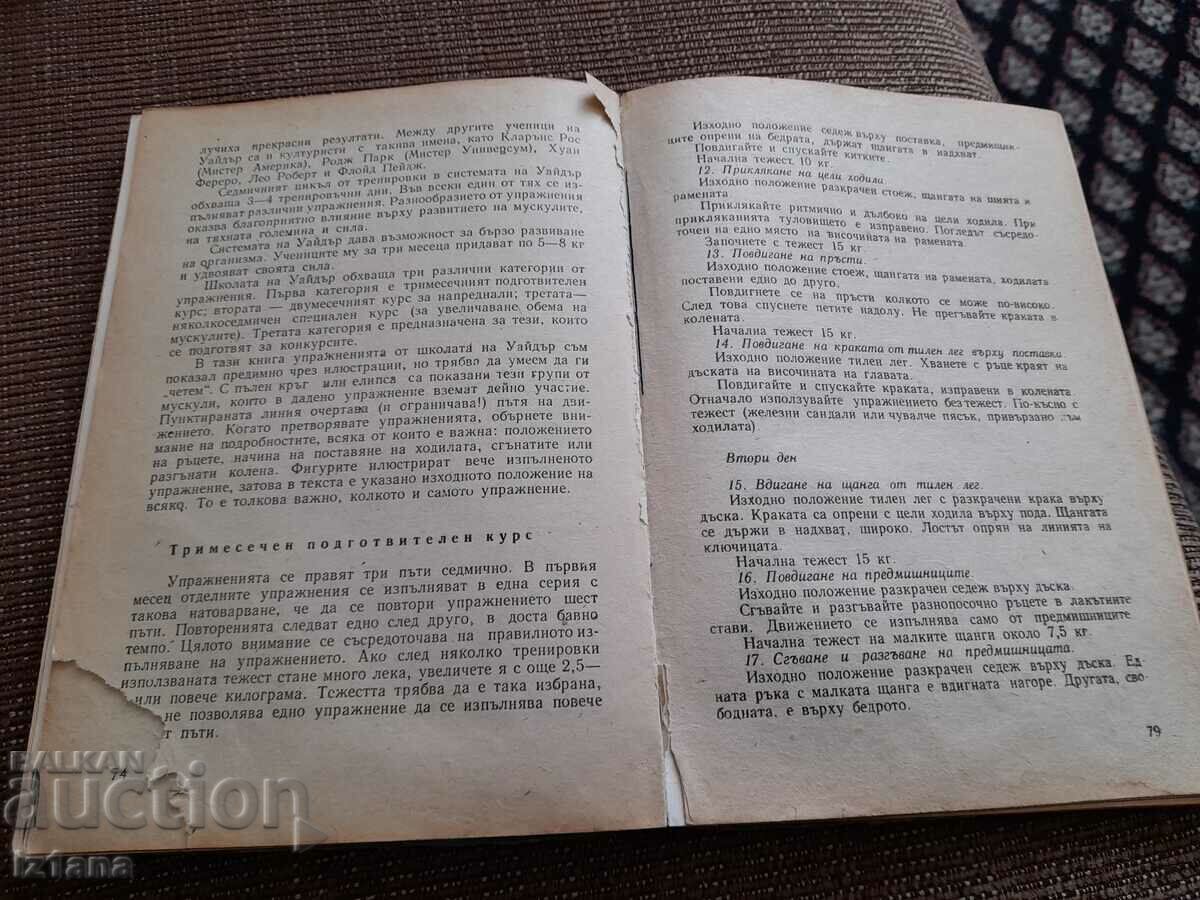 лучиха прекрасни резултати. Между другите ученици на
Уайдър са и културисти с такива имена, като Кларънс Рос
(Мистер Америка), Родж Парк (Мистер Универсум), Хуан
Фереро, Лео Роберт и Флойд Пейдж.
Седмичният цикъл от тренировки в системата на Уайдър
обхваща 3—4 тренировъчни дни. Във всеки един от тях се из-
пълняват различни упражнения. Разнообразието от упражнения
оказва благоприятно влияние върху развитието на мускулите,
на тяхната големина и сила.
Системата на Уайдър дава възможност за бързо развиване
на организма. Учениците му за три месеца придават по 5—8 кг
и удвояват своята сила.
Школата на Уайдър обхваща три различни категории от
упражнения. Първа категория е тримесечният подготвителен
курс; втората — двумесечният курс за напреднали; третата—
няколкоседмичен специален курс (за увеличаване обема на
мускулите). Третата категория е предназначена за тези, които
се подготвят за конкурсите.
В тази книга упражненията от школата на Уайдър съм
показал предимно чрез илюстрации, но трябво да умеем да ги
„четем“. С пълен кръг или елипса са показани тези групи от
мускули, които в дадено упражнение вземат дейно участие.
Пунктираната линия очертава (и ограничава!) пътя на дви-
жението. Когато претворявате упражненията, обърнете вни-
мание на подробностите, всяка от които е важна: положението
на ръцете, начина на поставяне на ходилата, сгънатите или
разгънати колена. Фигурите илюстрират вече изпълненото
упражнение, затова в текста е указано изходното положение на
всяко. То е толкова важно, колкото и самото упражнение.
Тримесечен подготвителен курс
Упражненията се правят три пъти седмично. В първия
месец отделните упражнения се изпълняват в една серия с
такова натоварване, че да се повтори упражнението шест
пъти. Повторенията следват едно след друго, в доста бавно
темпо. Цялото внимание се съсредоточава на правилното из-
пълняване на упражнението. Ако след няколко тренировки
използваната тежест стане много лека, увеличете я с още 2,5—
или повече килограма. Тежестта трябва да е така избрана,
не позволява едно упражнение да се изпълнява повече
т пъти.
74
Изходно положение седеж върху поставка, предмишни-
ците опрени на бедрата, държат щангата в надхват.
Повдигайте и спускайте китките.
Начална тежест 10 кг.
12. Приклякане на цели ходила.
Изходно положение разкрачен стоеж, щангата на шията и
рамената.
Приклякайте ритмично и дълбоко на цели ходила. При
прикляканията туловището е изправено. Погледът съсредо-
точен на едно място на височината на рамената.
Започнете с тежест 15 кг.
13. Повдигане на пръсти.
Изходно положение стоеж, щангата на рамената, ходилата
поставени едно до друго.
Повдигнете се на пръсти колкото се може по-високо.
След това спуснете петите надолу. Не прегъвайте краката в
колената.
Начална тежест 15 кг.
14. Повдигане на краката от тилен лег върху поставка.
Изходно положение тилен лег. Хванете с ръце краят на
дъската на височината на главата.
Повдигайте и спускайте краката, изправени в колената.
Отначало използувайте упражнението без тежест. По-късно с
тежест (железни сандали или чувалче пясък, привързано към
ходилата).
Втори ден
15. Вдигане на щанга от тилен лег.
Изходно положение тилен лег с разкрачени крака върху
дъска. Краката са опрени с цели ходила върху пода. Щангата
се държи в надхват, широко. Лостът опрян на линията на
ключицата.
Начална тежест 15 кг.
16. Повдигане на предмишниците.
Изходно положение разкрачен седеж върху дъска.
Сгъвайте и разгъвайте разнопосочно ръцете в лакътните
стави. Движението се изпълнява само от предмишниците
Начална тежест на малките щанги около 7,5 кг.
17. Сгъване и разгъване на предмишницата.
Изходно положение разкрачен седеж върху дъска. Ед-
ната ръка с малката щанга е вдигната нагоре. Другата, сво-
бодната, е върху бедрото.
79
BALKAN
auction
iz1ana